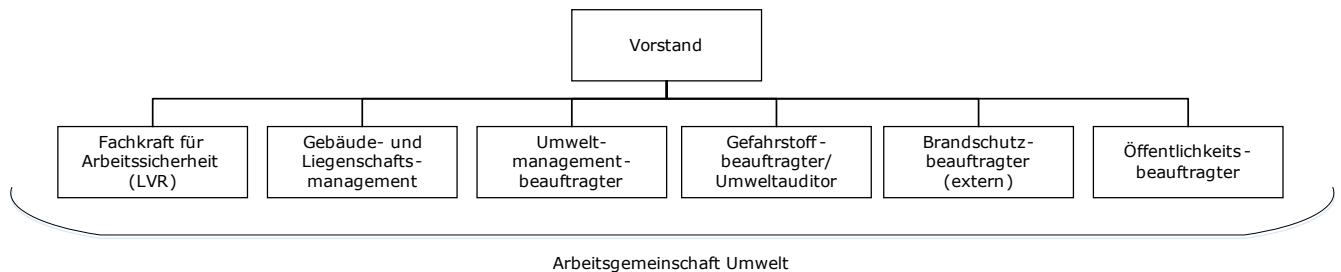 Vorstand
Fachkraft für
Arbeitssicherheit
(LVR)
Gebäude- und
Liegenschafts-
management
Umwelt-
management-
beauftragter
Gefahrstoff-
beauftragter/
Umweltauditor
Brandschutz-
beauftragter
(extern)
Öffentlichkeits-
beauftragter
Arbeitsgemeinschaft Umwelt